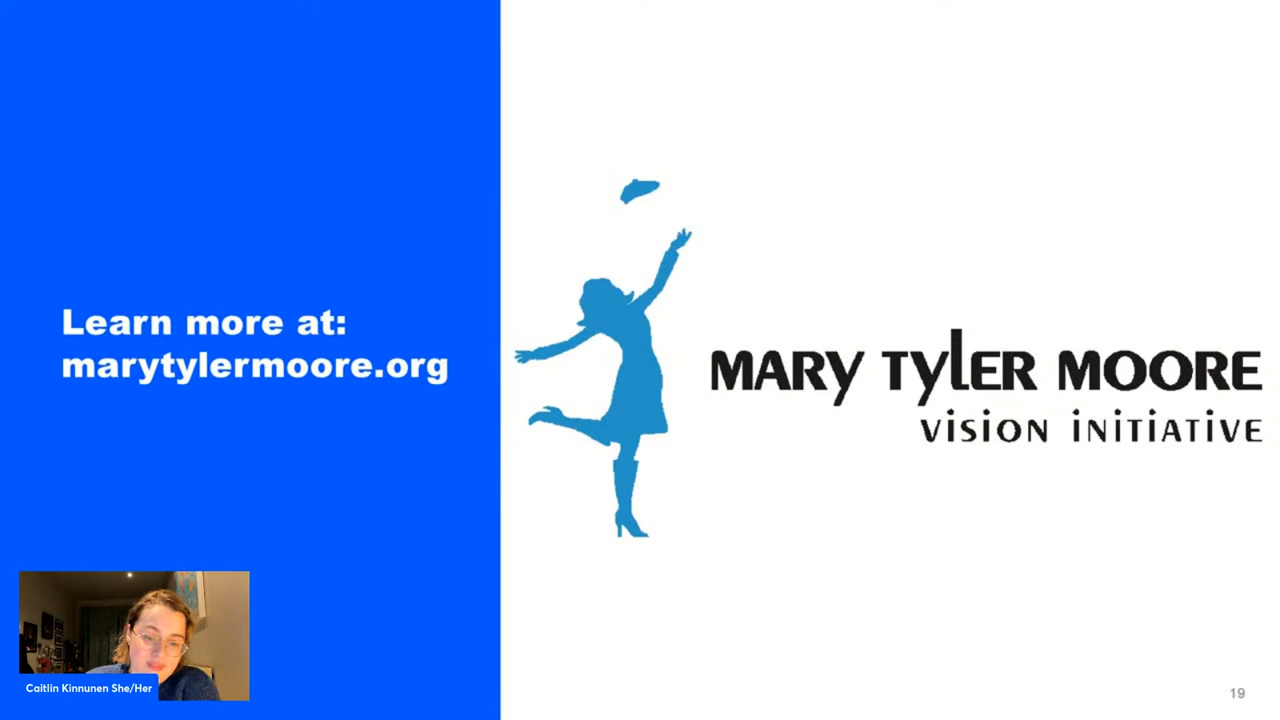 Learn more at:
marytylermoore.org
MARY TYLER MOORE
VISION INITIATIVE
Caitlin Kinnunen She/Her
19